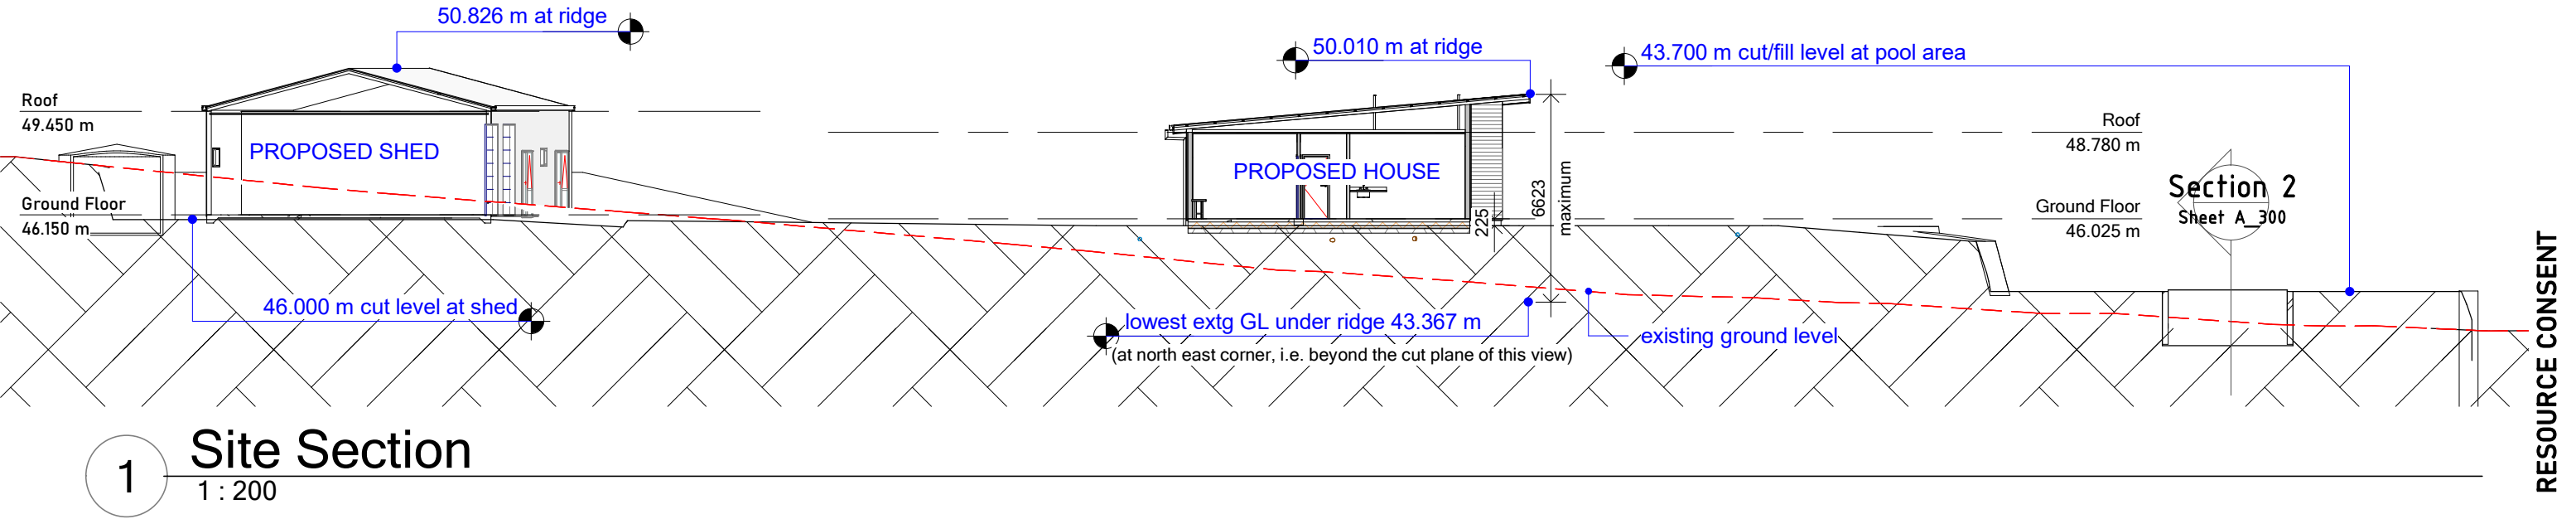 50.826 m at ridge
50.010 m at ridge
43.700 m cut/fill level at pool area
Roof
49.450 m
PROPOSED SHED
Ground Floor
46.150 m
46.000 m cut level at shed
PROPOSED HOUSE
225
6623
maximum
Roof
48.780 m
Ground Floor
46.025 m
Section 2
Sheet A_300
lowest extg GL under ridge 43.367 m
(at north east corner, i.e. beyond the cut plane of this view)
existing ground level
RESOURCE CONSENT
1
Site Section
1 : 200